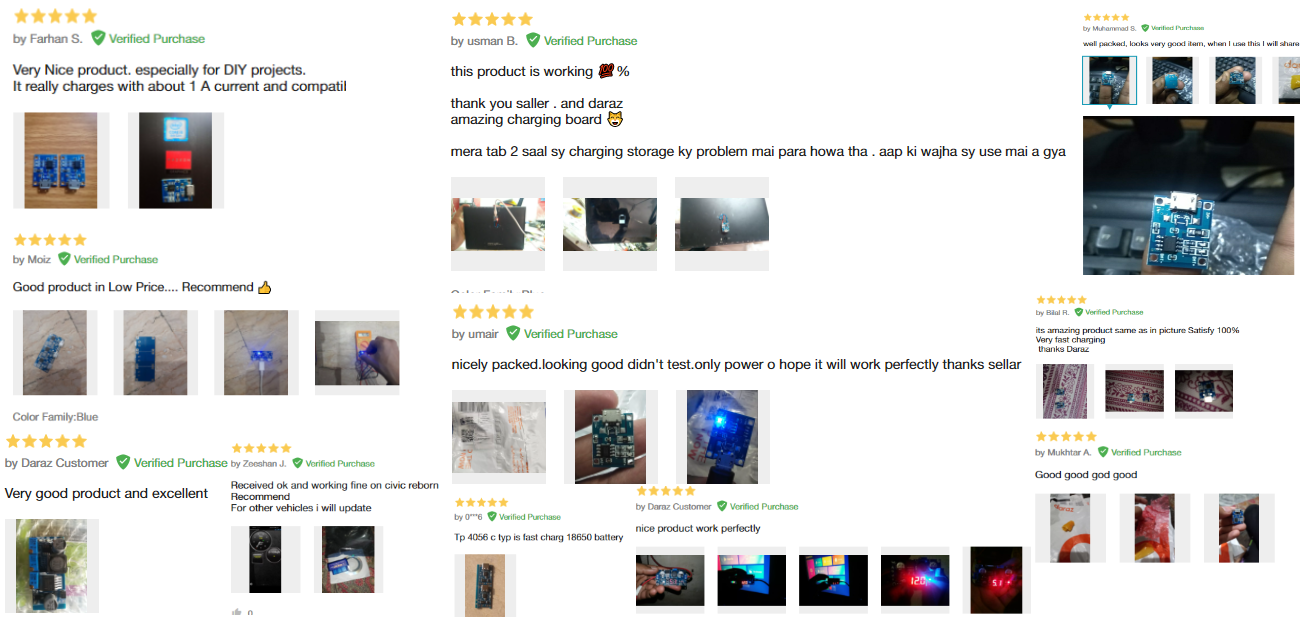 by Farhan S. Verified Purchase
Very Nice product. especially for DIY projects.
It really charges with about 1 A current and compatil
by Moiz Verified Purchase
Good product in Low Price.... Recommend 👍
Color Family:Blue
by Daraz Customer Verified Purchase
Very good product and excellent
by Zeeshan J. Verified Purchase
Received ok and working fine on civic reborn
Recommend
For other vehicles i will update
0
by usman B. Verified Purchase
this product is working 💯 %
thank you saller . and daraz
amazing charging board 😺
mera tab 2 saal sy charging storage ky problem mai para howa tha . aap ki wajha sy use mai a gya
Color Family:Blue
by umair Verified Purchase
nicely packed.looking good didn't test.only power o hope it will work perfectly thanks sellar
by 0***6 Verified Purchase
Tp 4056 c typ is fast charg 18650 battery
by Daraz Customer Verified Purchase
nice product work perfectly
12.0
5.1
by Muhammad S. Verified Purchase
well packed, looks very good item, when I use this I will share
by Bilal R. Verified Purchase
its amazing product same as in picture Satisfy 100%
Very fast charging
thanks Daraz
by Mukhtar A. Verified Purchase
Good good god good
daraz